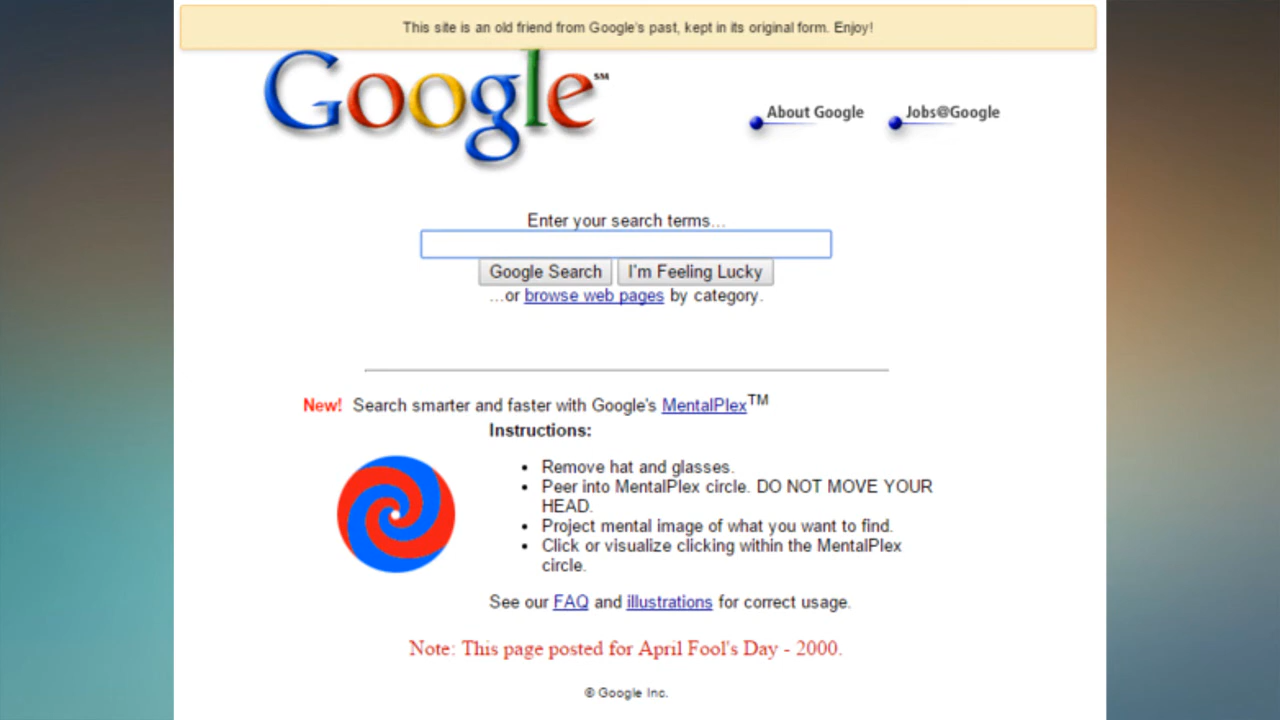 This site is an old friend from Google's past, kept in its original form. Enjoy!
Google SM
About Google
Jobs@Google
Enter your search terms...
Google Search
I'm Feeling Lucky
...or browse web pages by category.
New! Search smarter and faster with Google's MentalPlex TM
Instructions:
• Remove hat and glasses.
• Peer into MentalPlex circle. DO NOT MOVE YOUR
HEAD.
• Project mental image of what you want to find.
• Click or visualize clicking within the MentalPlex
circle.
See our FAQ and illustrations for correct usage.
Note: This page posted for April Fool's Day - 2000.
© Google Inc.